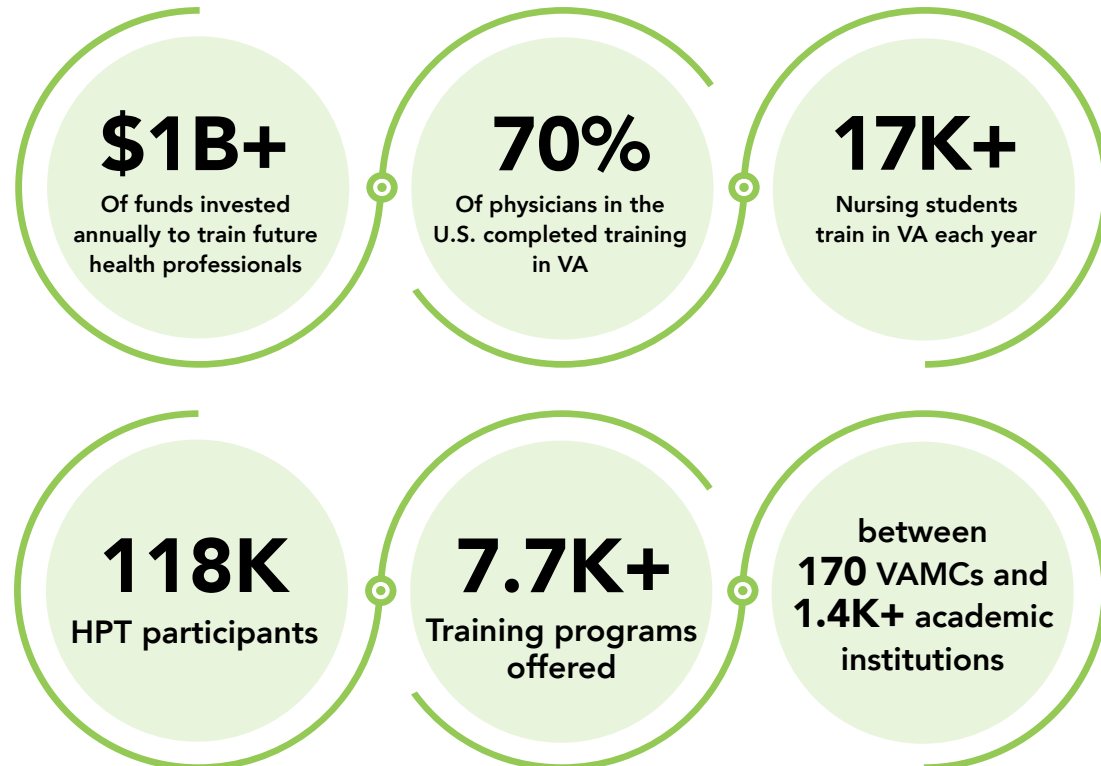 $1B+
Of funds invested
annually to train future
health professionals
70%
Of physicians in the
U.S. completed training
in VA
17K+
Nursing students
train in VA each year
118K
HPT participants
7.7K+
Training programs
offered
between
170 VAMCs and
1.4K+ academic
institutions